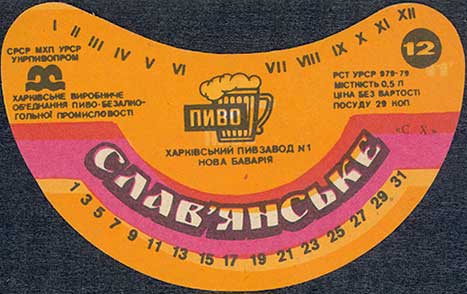 I II III IV V VI VII VIII IX X XI XII
СРСР МХП УРСР
УКРПИВОПРОМ
ХАРКІВСЬКЕ ВИРОБНИЧЕ
ОБ'ЄДНАННЯ ПИВО-БЕЗАЛКО-
ГОЛЬНОЇ ПРОМИСЛОВОСТІ
12
РСТ УРСР 979-79
МІСТКІСТЬ 0,5 Л
ЦІНА БЕЗ ВАРТОСТІ
ПОСУДУ 29 КОП.
«С Х»
ПИВО
ХАРКІВСЬКИЙ ПИВЗАВОД N1
НОВА БАВАРІЯ
СЛАВ'ЯНСЬКЕ
1 3 5 7 9 11 13 15 17 19 21 23 25 27 29 31